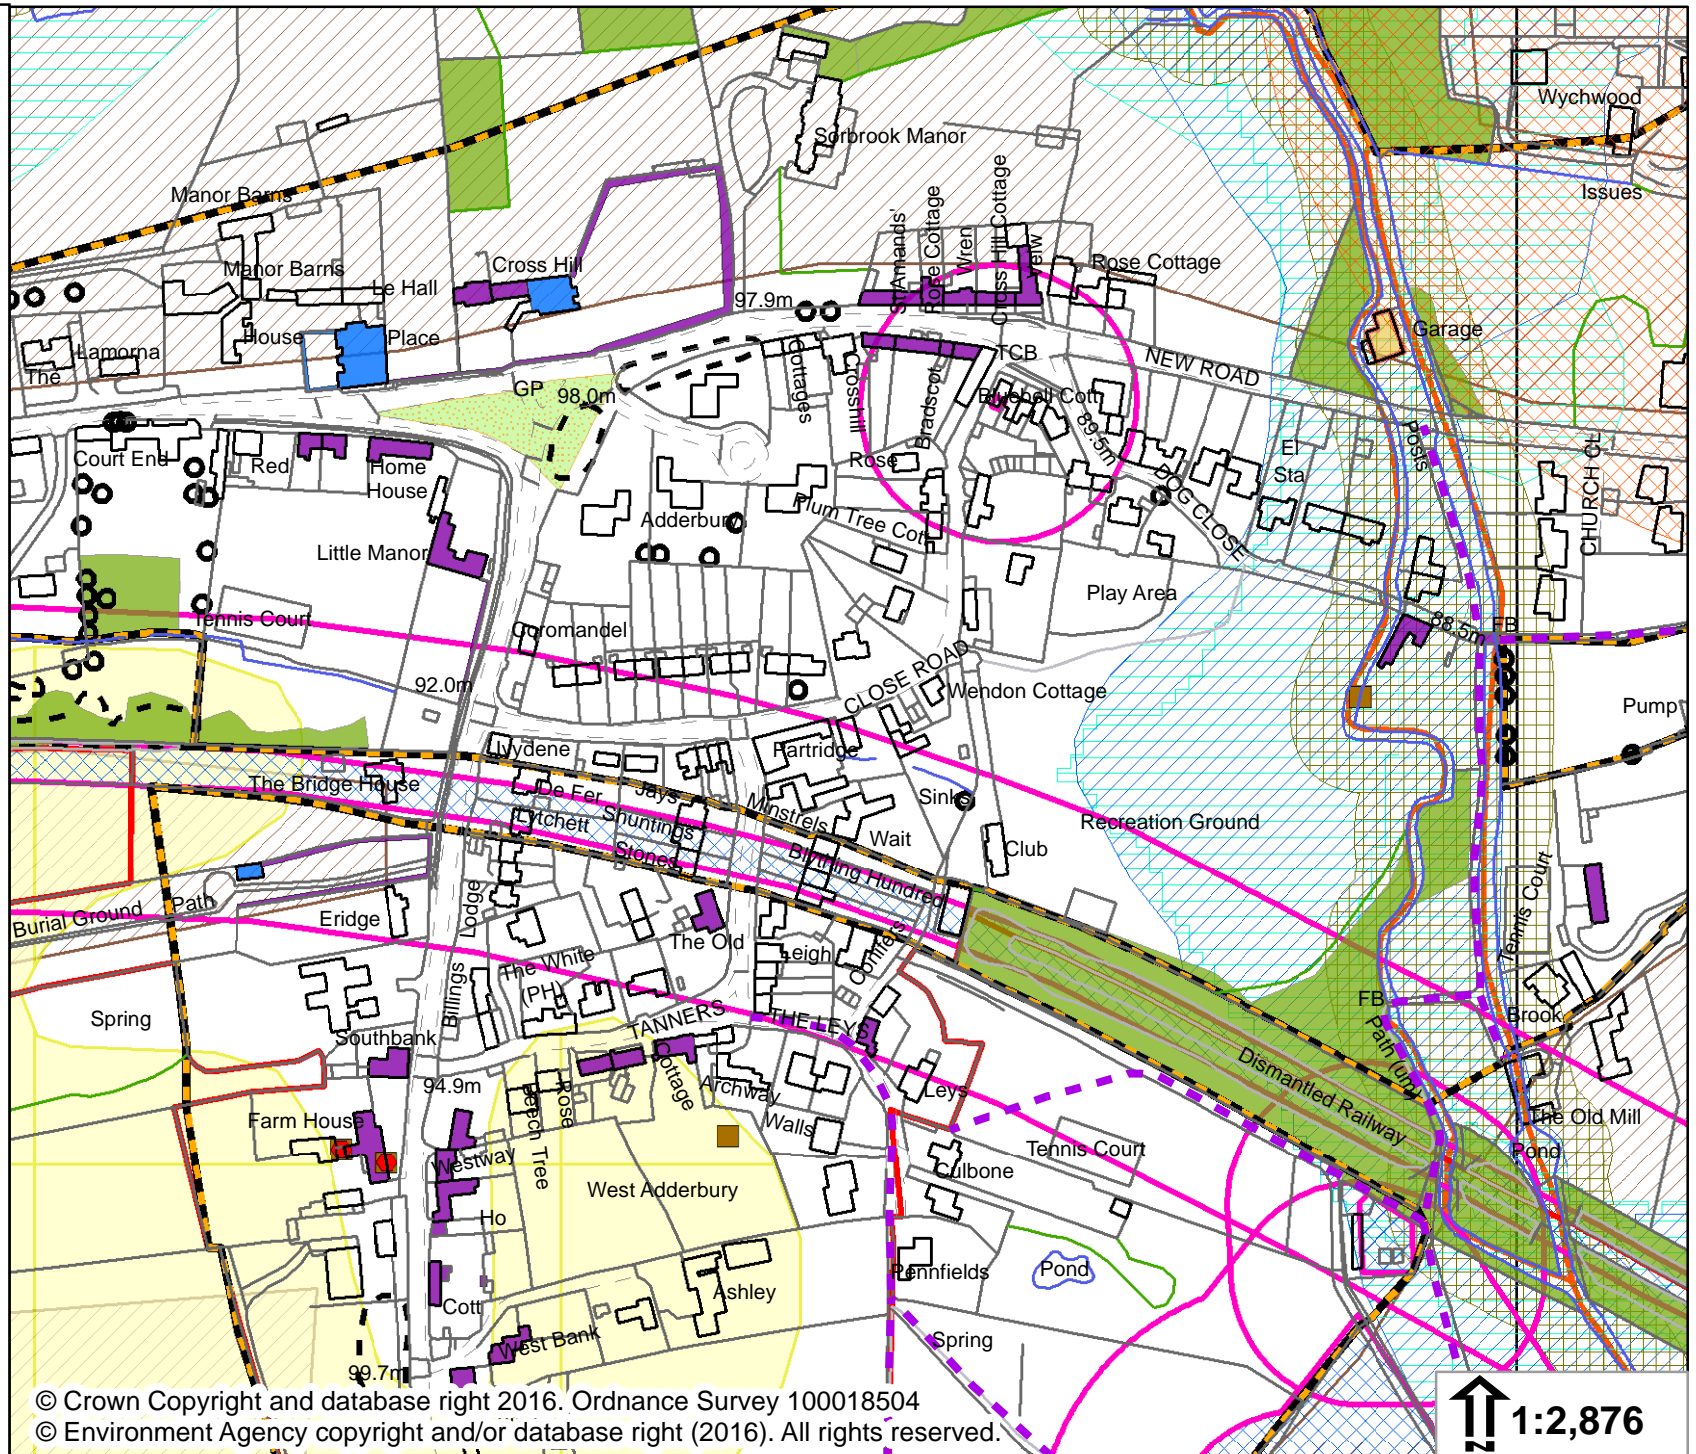 Wychwood
Sorbrook Manor
Issues
Manor Barns
St Amands'
Rose Cottage
Wren
Cross Hill Cottage
View
Manor Barns
Cross Hill
Rose Cottage
Le Hall
97.9m
House
Place
Garage
Lamorna
The
TCB
NEW ROAD
GP
98.0m
Cottages
Crosshill
Bradscot
Bluebell Cott
89.5m
Posts
Court End
Red
Home
House
Rose
El
Sta
DOG CLOSE
CHURCH CL
Adderbury
Plum Tree Cott
Little Manor
Play Area
Tennis Court
Coromandel
88.5m
FB
92.0m
CLOSE ROAD
Wendon Cottage
Pump
Ivydene
Partridge
The Bridge House
De Fer
Jays
Minstrels
Sinks
Lytchett
Shuntings
Wait
Recreation Ground
Stones
Blything Hundred
Club
Burial Ground
Path
Eridge
Lodge
The Old
Leigh
Conifers
Tennis Court
The White
(PH)
Billings
FB
Brook
Spring
Southbank
TANNERS
THE LEYS
Path (um)
94.9m
Cottage
Archway
Leys
Dismantled Railway
Farm House
Beech Tree
Rose
Walls
The Old Mill
Westway
Culbone
Tennis Court
Pond
West Adderbury
Ho
Pennfields
Pond
Cott
Ashley
West Bank
Spring
99.7m
© Crown Copyright and database right 2016. Ordnance Survey 100018504
© Environment Agency copyright and/or database right (2016). All rights reserved.
N
1:2,876